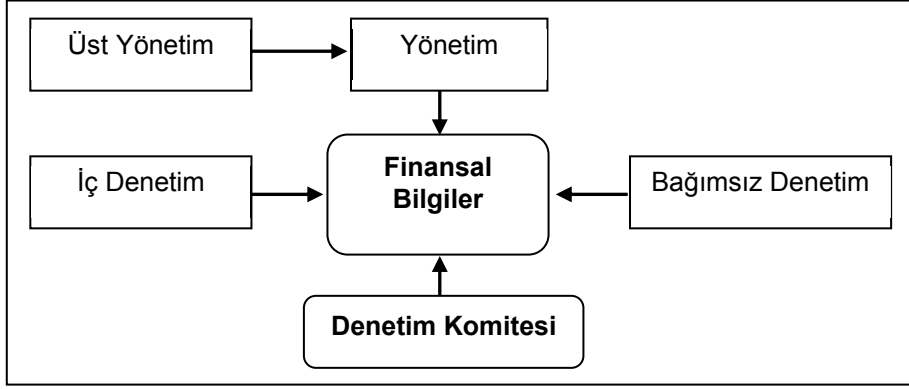 Üst Yönetim
Yönetim
İç Denetim
Finansal
Bilgiler
Bağımsız Denetim
Denetim Komitesi